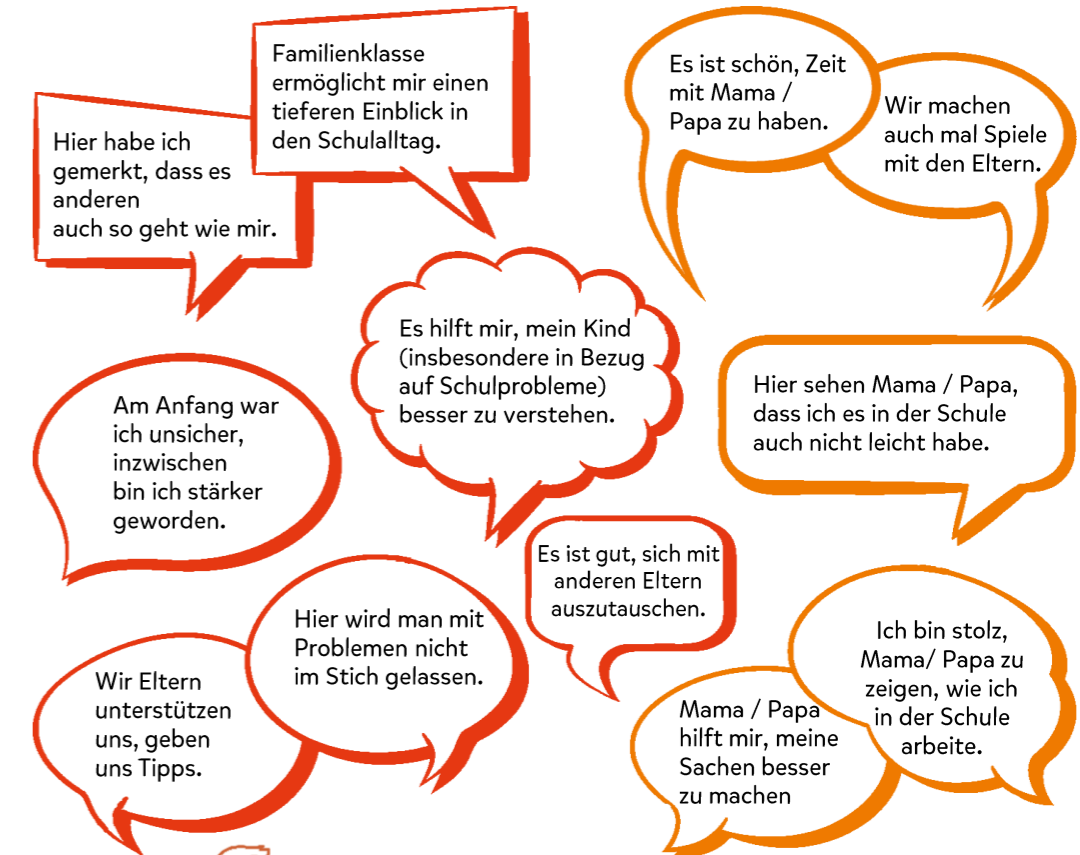 Familienklasse
ermöglicht mir einen
tieferen Einblick in
den Schulalltag.
Hier habe ich
gemerkt, dass es
anderen
auch so geht wie mir.
Es ist schön, Zeit
mit Mama /
Papa zu haben.
Wir machen
auch mal Spiele
mit den Eltern.
Es hilft mir, mein Kind
(insbesondere in Bezug
auf Schulprobleme)
besser zu verstehen.
Hier sehen Mama / Papa,
dass ich es in der Schule
auch nicht leicht habe.
Am Anfang war
ich unsicher,
inzwischen
bin ich stärker
geworden.
Es ist gut, sich mit
anderen Eltern
auszutauschen.
Hier wird man mit
Problemen nicht
im Stich gelassen.
Wir Eltern
unterstützen
uns, geben
uns Tipps.
Ich bin stolz,
Mama/ Papa zu
zeigen, wie ich
in der Schule
arbeite.
Mama / Papa
hilft mir, meine
Sachen besser
zu machen